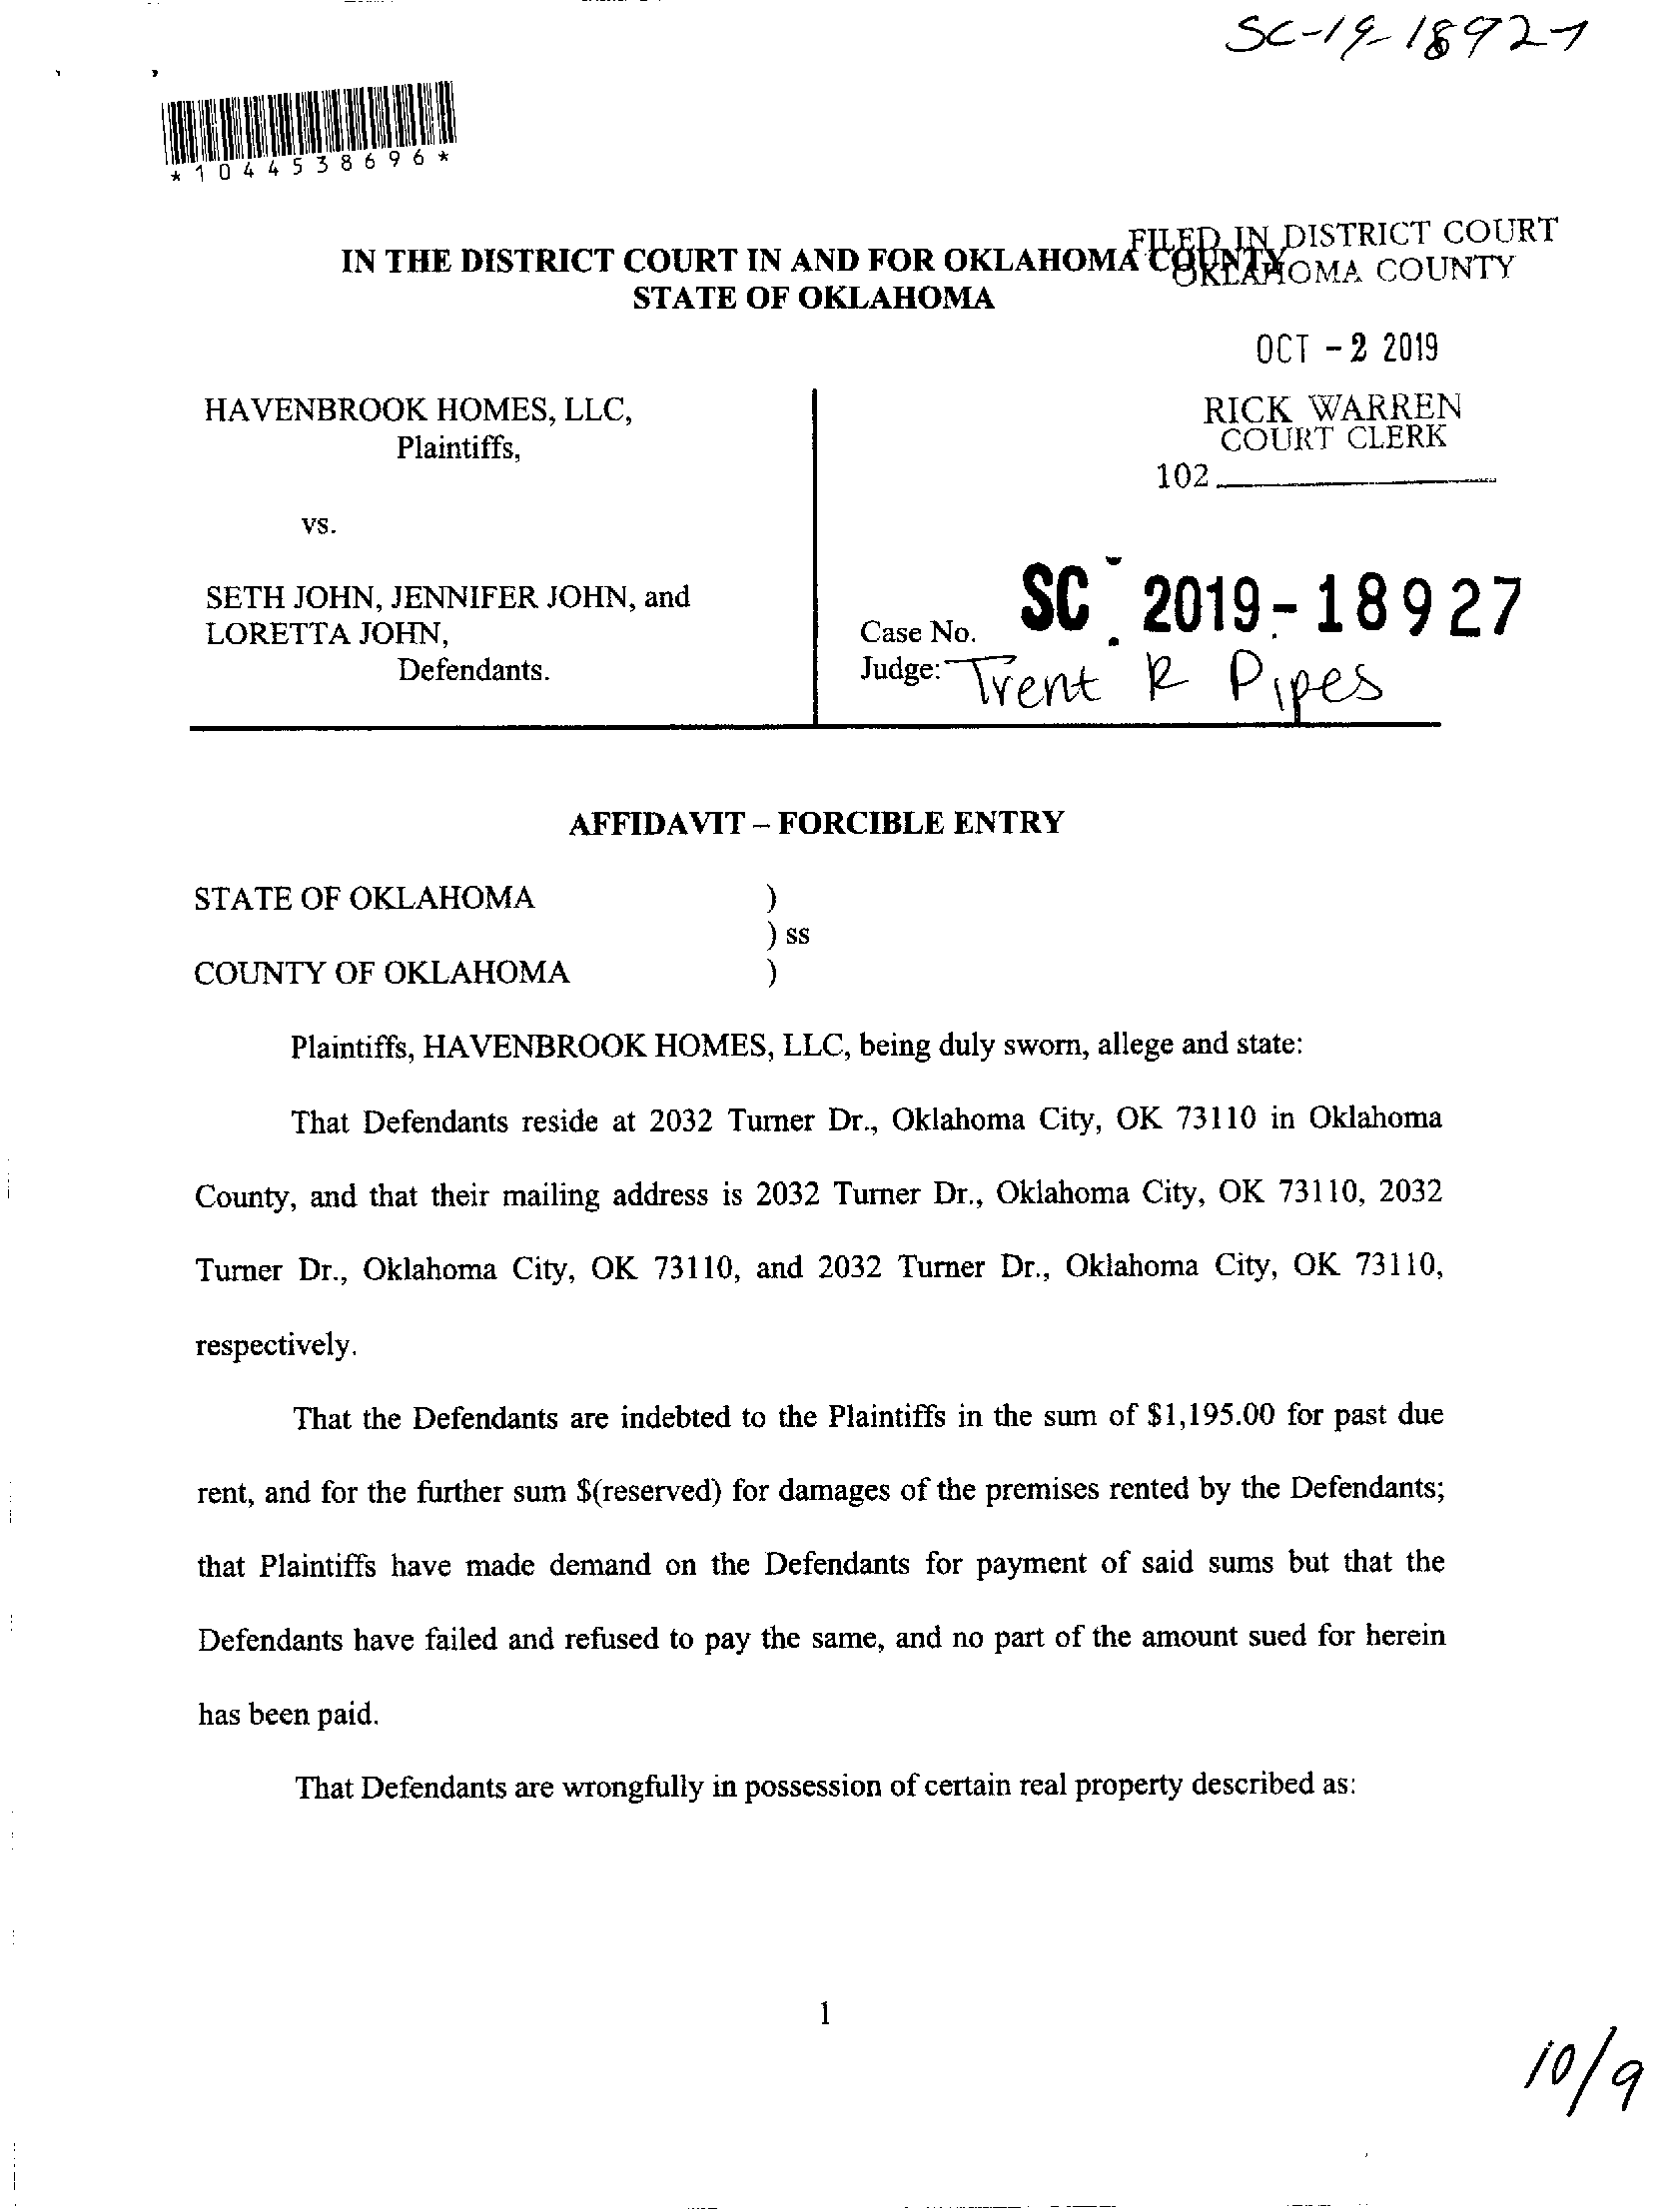 SC-19-18927
*1044538696*
FILED IN DISTRICT COURT
OKLAHOMA COUNTY
IN THE DISTRICT COURT IN AND FOR OKLAHOMA COUNTY
STATE OF OKLAHOMA
OCT - 2 2019
RICK WARREN
COURT CLERK
102
HAVENBROOK HOMES, LLC,
Plaintiffs,
vs.
SETH JOHN, JENNIFER JOHN, and
LORETTA JOHN,
Defendants.
Case No. SC - 2019 - 18927
Judge: Trent R Pipes
AFFIDAVIT – FORCIBLE ENTRY
STATE OF OKLAHOMA )
) ss
COUNTY OF OKLAHOMA )
Plaintiffs, HAVENBROOK HOMES, LLC, being duly sworn, allege and state:
That Defendants reside at 2032 Turner Dr., Oklahoma City, OK 73110 in Oklahoma
County, and that their mailing address is 2032 Turner Dr., Oklahoma City, OK 73110, 2032
Turner Dr., Oklahoma City, OK 73110, and 2032 Turner Dr., Oklahoma City, OK 73110,
respectively.
That the Defendants are indebted to the Plaintiffs in the sum of $1,195.00 for past due
rent, and for the further sum $(reserved) for damages of the premises rented by the Defendants;
that Plaintiffs have made demand on the Defendants for payment of said sums but that the
Defendants have failed and refused to pay the same, and no part of the amount sued for herein
has been paid.
That Defendants are wrongfully in possession of certain real property described as:
1
10/9